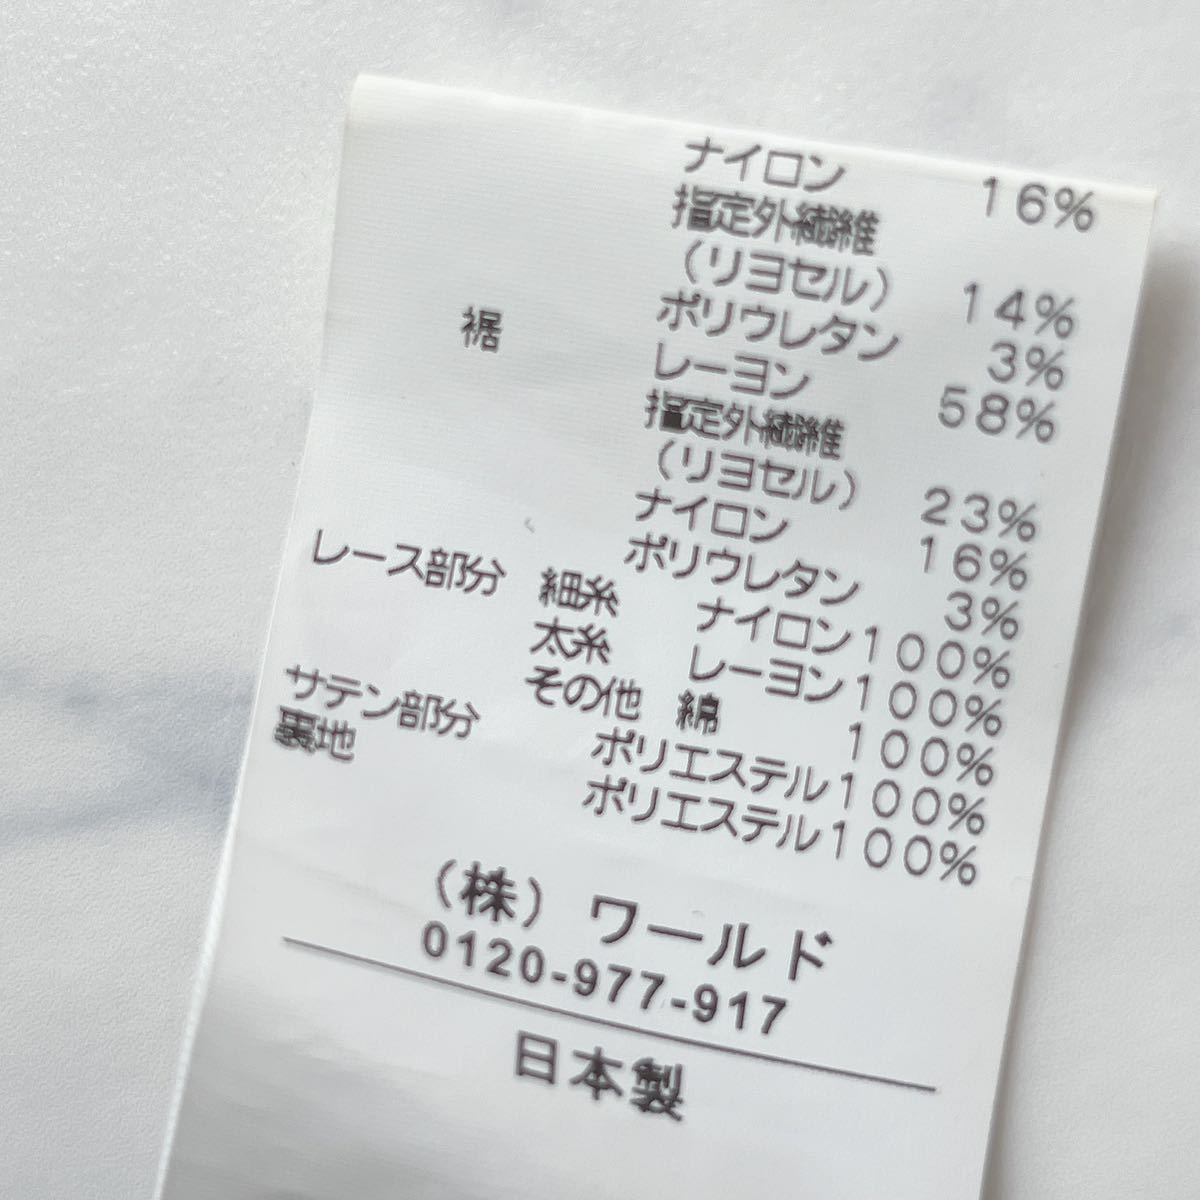 ナイロン 16%
指定外繊維
(リヨセル) 14%
ポリウレタン 3%
裾 レーヨン 58%
指定外繊維
(リヨセル) 23%
ナイロン 16%
ポリウレタン 3%
レース部分 細糸 ナイロン100%
太糸 レーヨン100%
その他 綿 100%
サテン部分 ポリエステル100%
裏地 ポリエステル100%
(株) ワールド
0120-977-917
日本製